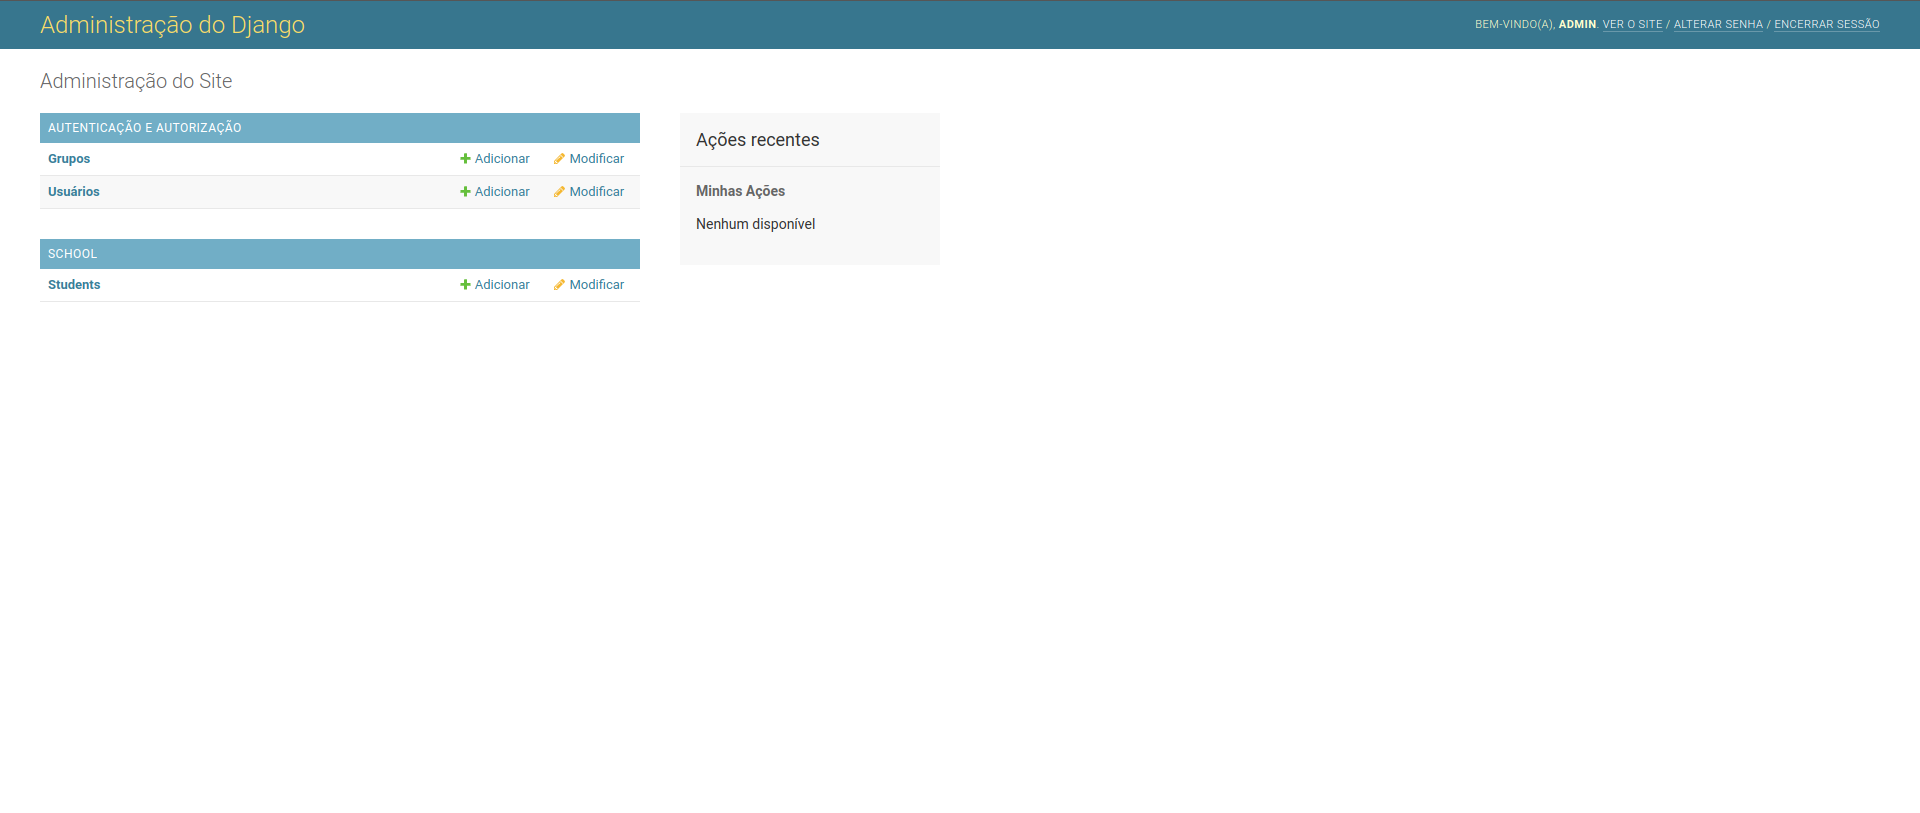 Administração do Django
BEM-VINDO(A), ADMIN. VER O SITE / ALTERAR SENHA / ENCERRAR SESSÃO
Administração do Site
AUTENTICAÇÃO E AUTORIZAÇÃO
Grupos Adicionar Modificar
Usuários Adicionar Modificar
SCHOOL
Students Adicionar Modificar
Ações recentes
Minhas Ações
Nenhum disponível